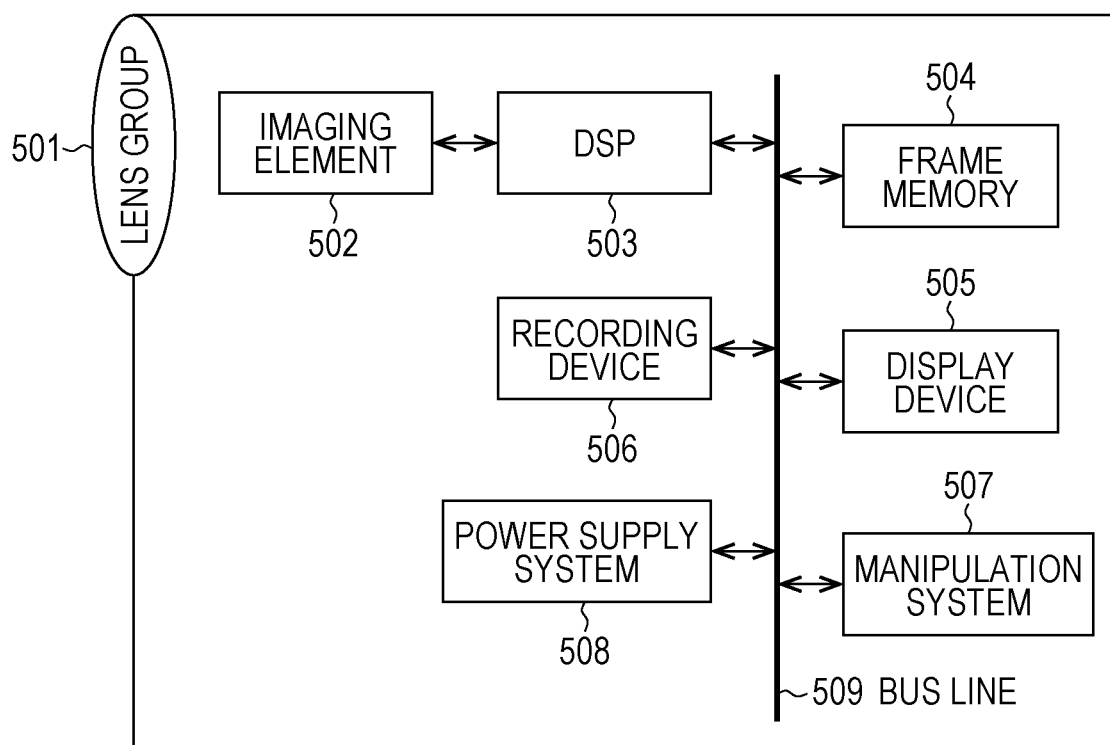 501
LENS GROUP
IMAGING
ELEMENT
502
DSP
503
504
FRAME
MEMORY
505
DISPLAY
DEVICE
RECORDING
DEVICE
506
507
MANIPULATION
SYSTEM
POWER SUPPLY
SYSTEM
508
509 BUS LINE